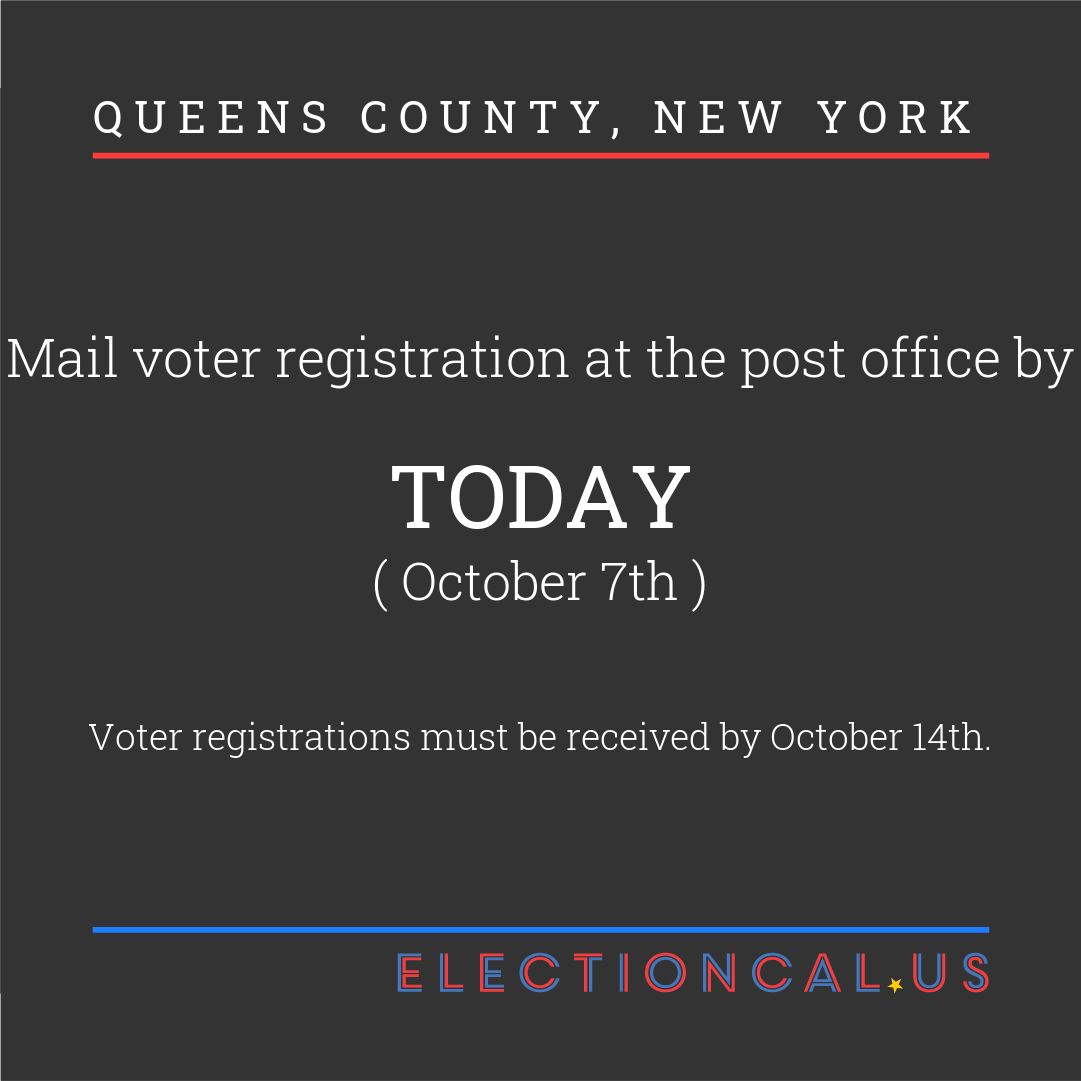 QUEENS COUNTY, NEW YORK
Mail voter registration at the post office by
TODAY
( October 7th )
Voter registrations must be received by October 14th.
ELECTIONCAL.US